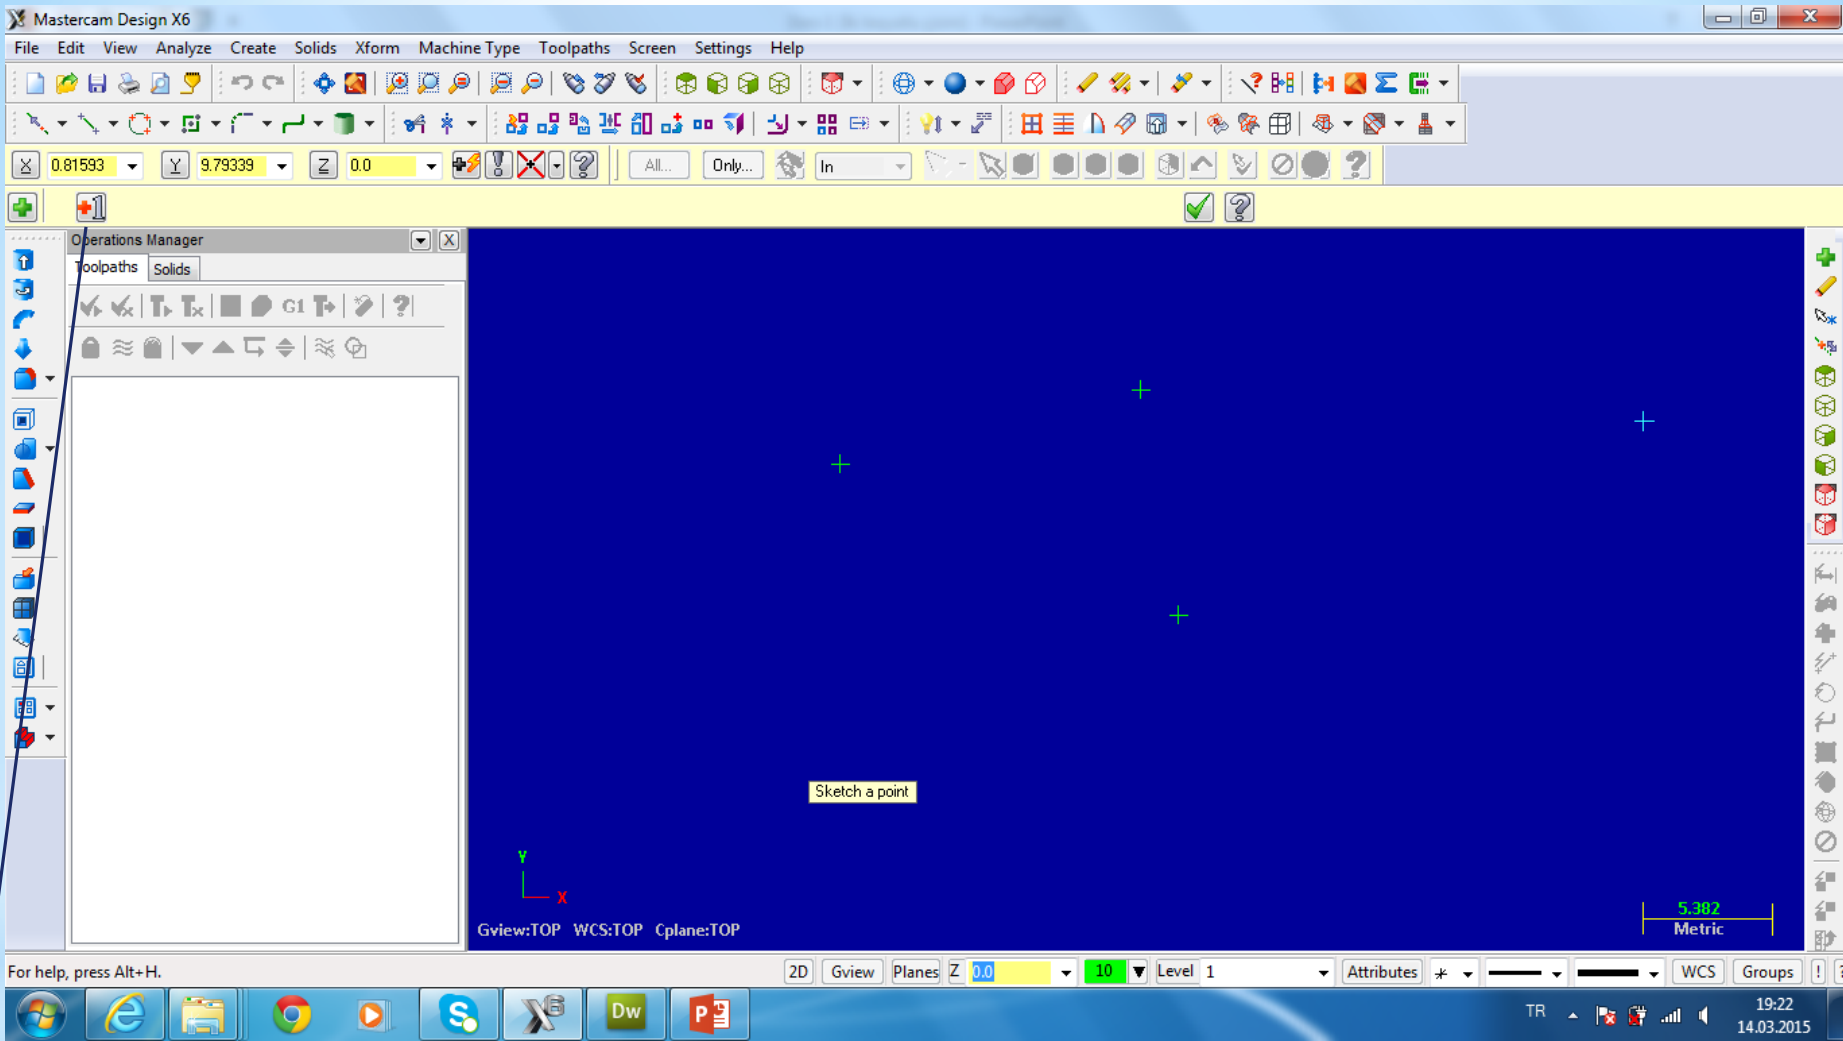 Mastercam Design X6
File Edit View Analyze Create Solids Xform Machine Type Toolpaths Screen Settings Help
X 0.81593 Y 9.79339 Z 0.0 All... Only... In
+1
Operations Manager
Toolpaths Solids
G1
Sketch a point
Y
X
Gview:TOP WCS:TOP Cplane:TOP
5.382
Metric
For help, press Alt+H.
2D Gview Planes Z 0.0 10 Level 1 Attributes WCS Groups ! ?
Dw
TR
19:22
14.03.2015